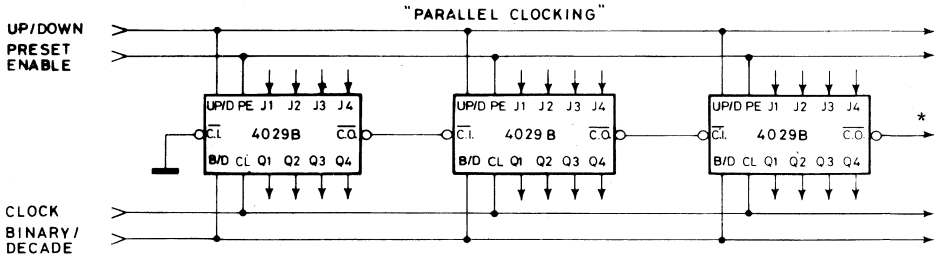 "PARALLEL CLOCKING"
UP/DOWN
PRESET
ENABLE
UP/D PE J1 J2 J3 J4
C.I. 4029B C.O.
B/D CL Q1 Q2 Q3 Q4
UP/D PE J1 J2 J3 J4
C.I. 4029B C.O.
B/D CL Q1 Q2 Q3 Q4
UP/D PE J1 J2 J3 J4
C.I. 4029B C.O.
B/D CL Q1 Q2 Q3 Q4
*
CLOCK
BINARY/
DECADE